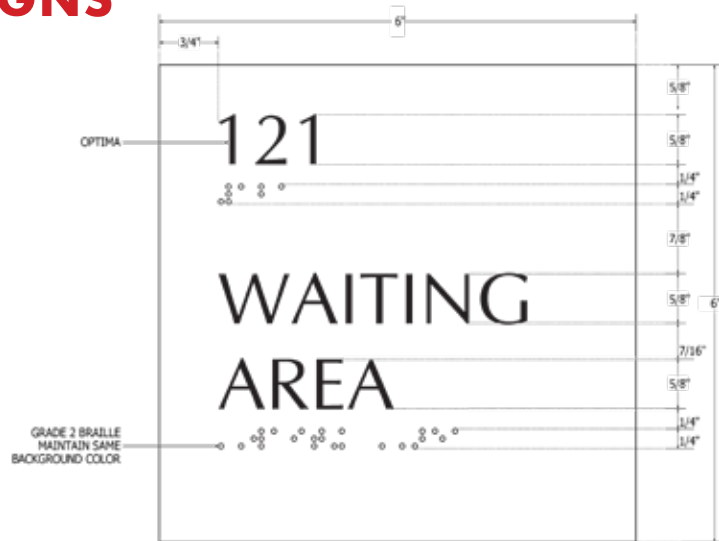 GNS
6"
3/4"
5/8"
OPTIMA
121
5/8"
1/4"
1/4"
7/8"
WAITING
5/8"
6"
7/16"
AREA
5/8"
GRADE 2 BRAILLE
MAINTAIN SAME
BACKGROUND COLOR
1/4"
1/4"